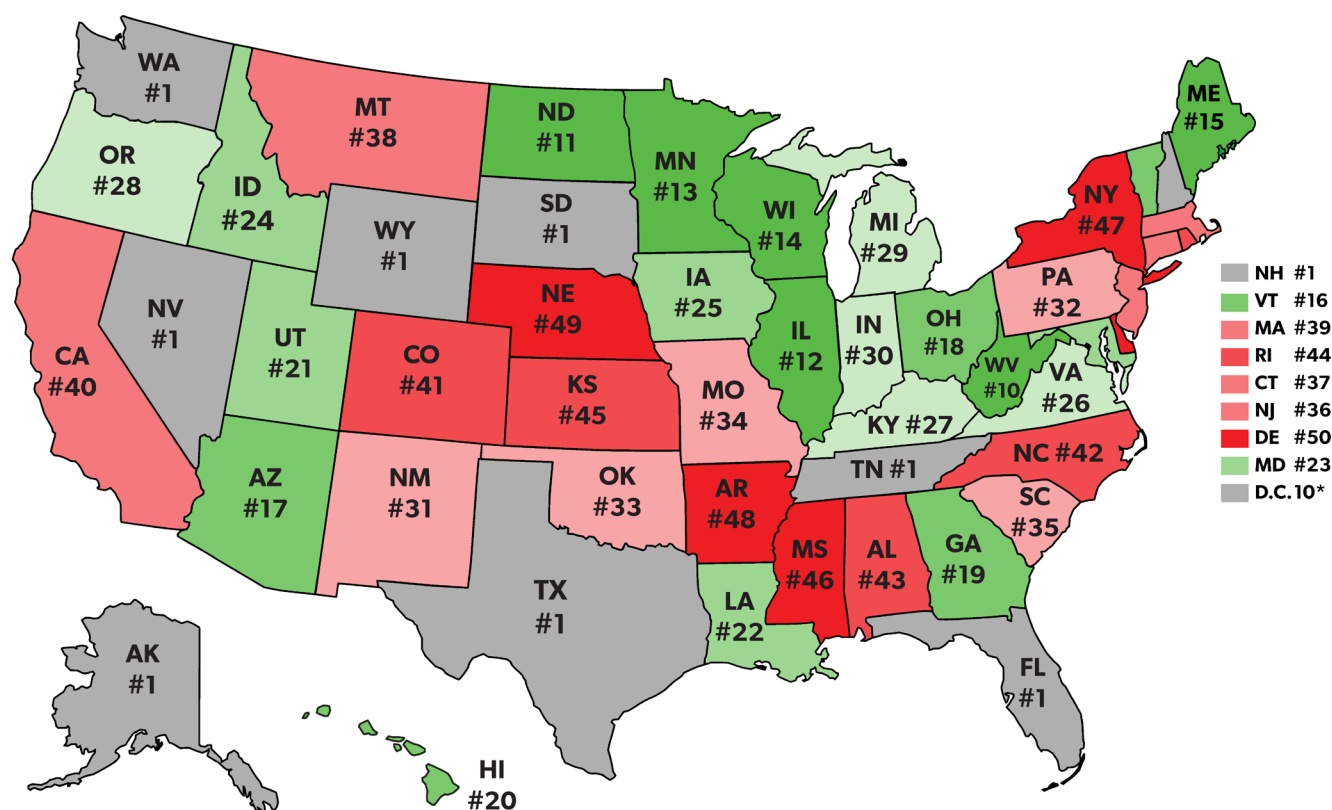 WA
#1
MT
#38
ND
#11
MN
#13
ME
#15
OR
#28
ID
#24
WY
#1
SD
#1
WI
#14
MI
#29
NY
#47
NV
#1
UT
#21
CO
#41
NE
#49
IA
#25
IL
#12
IN
#30
OH
#18
PA
#32
WV
#10
VA
#26
CA
#40
KS
#45
MO
#34
KY #27
AZ
#17
NM
#31
OK
#33
AR
#48
TN #1
NC #42
SC
#35
TX
#1
LA
#22
MS
#46
AL
#43
GA
#19
FL
#1
AK
#1
HI
#20
NH #1
VT #16
MA #39
RI #44
CT #37
NJ #36
DE #50
MD #23
D.C. 10*